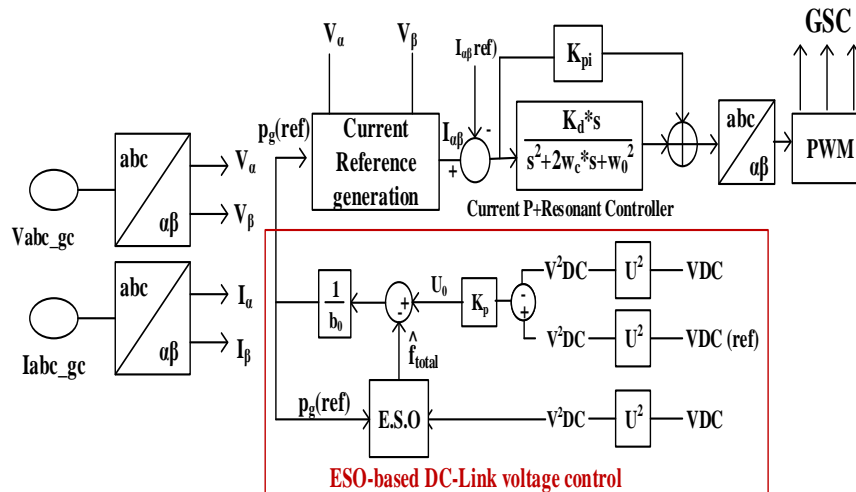 GSC
Vα
Vβ
Iαβref)
Kpi
pg(ref)
Current
Reference
generation
Iαβ
-
+
Kd*s
s²+2wc*s+w0²
abc
αβ
PWM
Current P+Resonant Controller
abc
αβ
Vα
Vβ
Vabc_gc
abc
αβ
Iα
Iβ
Iabc_gc
1
b0
-+
-
U0
Kp
-
+
V²DC
U²
VDC
V²DC
U²
VDC (ref)
f̂total
pg(ref)
E.S.O
V²DC
U²
VDC
ESO-based DC-Link voltage control